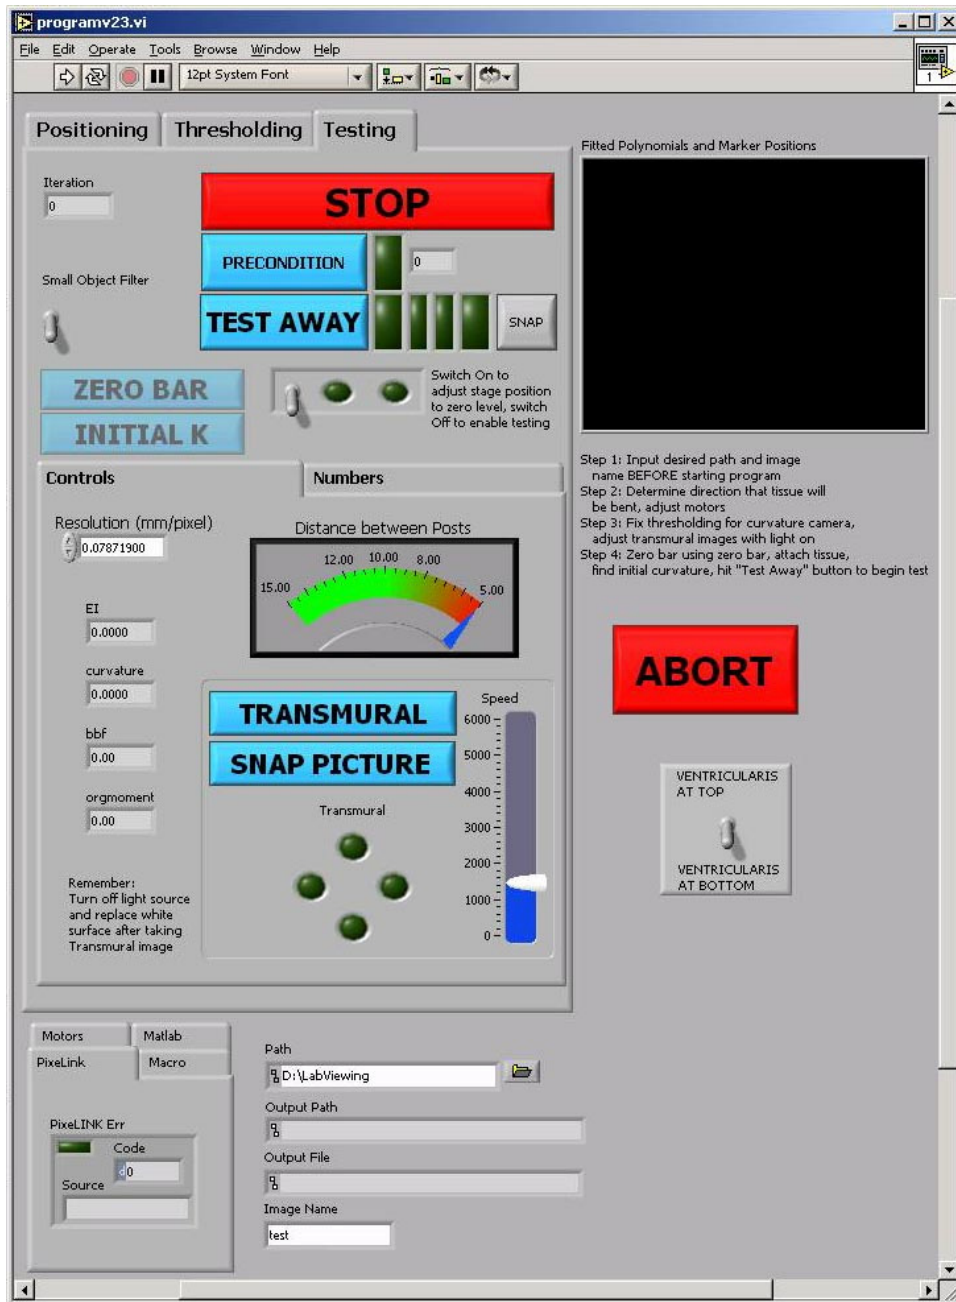 programv23.vi
File Edit Operate Tools Browse Window Help
12pt System Font
1
Positioning Thresholding Testing
Iteration
0
STOP
PRECONDITION
0
Small Object Filter
TEST AWAY
SNAP
ZERO BAR
INITIAL K
Switch On to
adjust stage position
to zero level, switch
Off to enable testing
Controls Numbers
Resolution (mm/pixel)
0.07871900
Distance between Posts
15.00 12.00 10.00 8.00 5.00
EI
0.0000
curvature
0.0000
bbf
0.00
orgmoment
0.00
Remember:
Turn off light source
and replace white
surface after taking
Transmural image
TRANSMURAL
SNAP PICTURE
Transmural
Speed
6000
5000
4000
3000
2000
1000
0
Fitted Polynomials and Marker Positions
Step 1: Input desired path and image
name BEFORE starting program
Step 2: Determine direction that tissue will
be bent, adjust motors
Step 3: Fix thresholding for curvature camera,
adjust transmural images with light on
Step 4: Zero bar using zero bar, attach tissue,
find initial curvature, hit "Test Away" button to begin test
ABORT
VENTRICULARIS
AT TOP
VENTRICULARIS
AT BOTTOM
Motors Matlab
PixeLink Macro
PixeLINK Err
Code
d0
Source
Path
D:\LabViewing
Output Path
Output File
Image Name
test